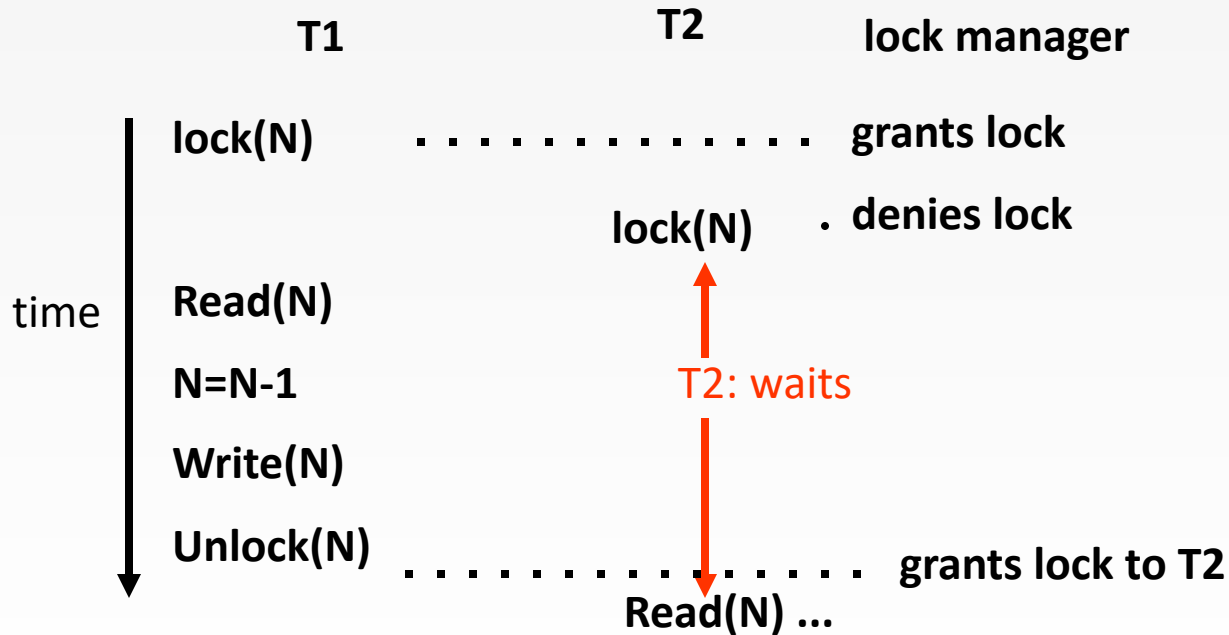 T1 T2 lock manager
lock(N) grants lock
lock(N) denies lock
time Read(N)
N=N-1 T2: waits
Write(N)
Unlock(N) grants lock to T2
Read(N) ...